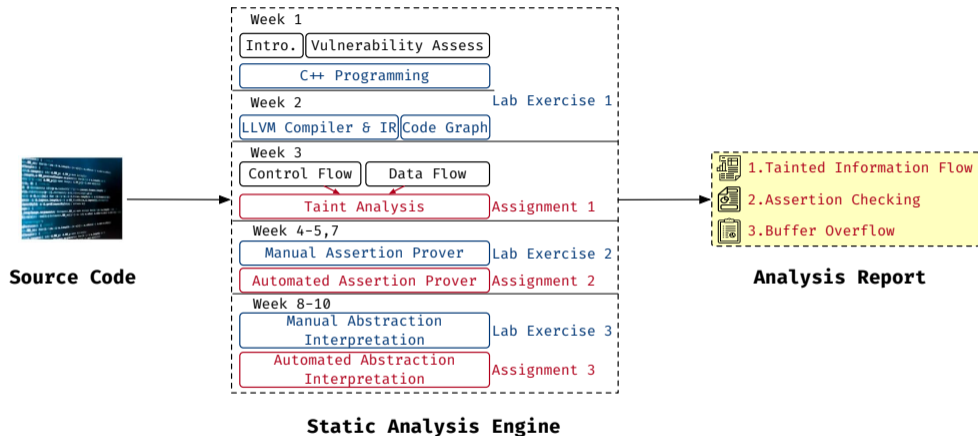 Week 1
Intro.
Vulnerability Assess
C++ Programming
Lab Exercise 1
Week 2
LLVM Compiler & IR
Code Graph
Week 3
Control Flow
Data Flow
Taint Analysis
Assignment 1
Week 4-5,7
Manual Assertion Prover
Lab Exercise 2
Automated Assertion Prover
Assignment 2
Week 8-10
Manual Abstraction
Interpretation
Lab Exercise 3
Automated Abstraction
Interpretation
Assignment 3
Source Code
Static Analysis Engine
1.Tainted Information Flow
2.Assertion Checking
3.Buffer Overflow
Analysis Report